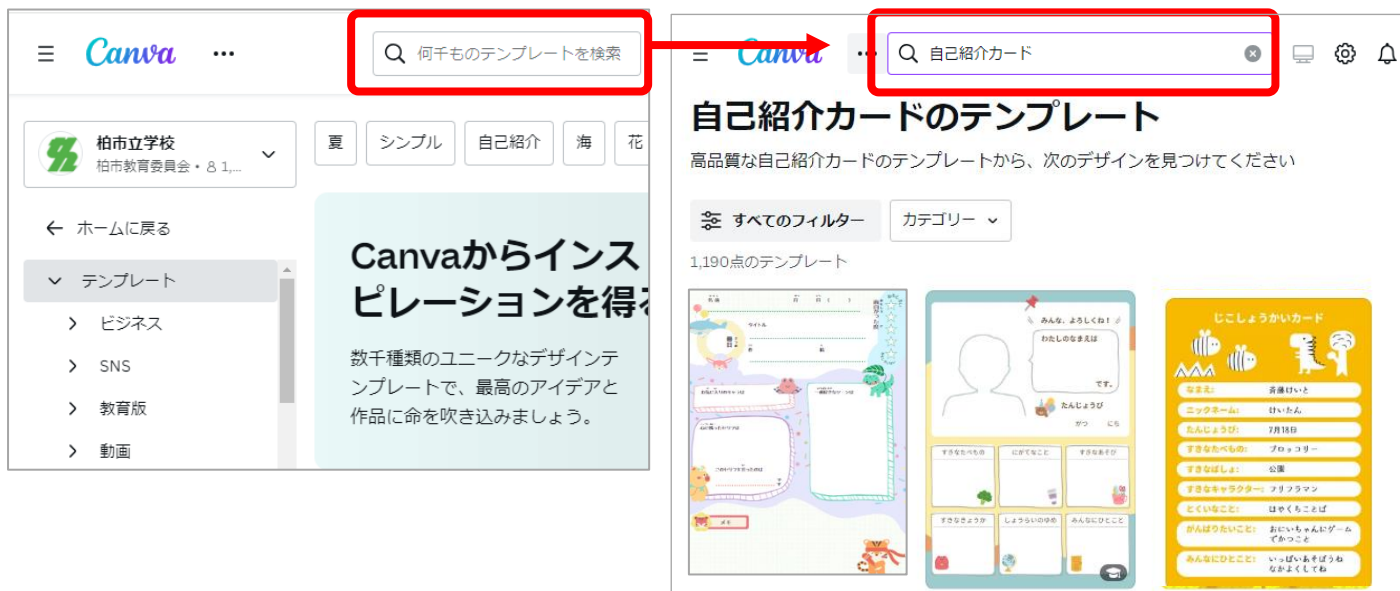 Canva
何千ものテンプレートを検索
柏市立学校
柏市教育委員会・ 1,...
夏
シンプル
自己紹介
海
花
ホームに戻る
テンプレート
ビジネス
SNS
教育版
動画
Canvaからインス
ピレーションを得る
数千種類のユニークなデザインテ
ンプレートで、最高のアイデアと
作品に命を吹き込みましょう。
Canva
自己紹介カード
自己紹介カードのテンプレート
高品質な自己紹介カードのテンプレートから、次のデザインを見つけてください
すべてのフィルター
カテゴリー
1,190点のテンプレート
タイトル
メモ
みんな、よろしくね!
わたしのなまえは
です。
たんじょうび
がつ にち
すきなたべもの
にがてなこと
すきなあそび
すきなきょうか
しょうらいのゆめ
みんなにひとこと
じこしょうかいカード
なまえ: 斉藤けいと
ニックネーム: けいたん
たんじょうび: 7月18日
すきなたべもの: ブロッコリー
すきなばしょ: 公園
すきなキャラクター: フリフラマン
とくいなこと: はやくちことば
がんばりたいこと: おにいちゃんにゲーム
でかつこと
みんなにひとこと: いっぱいあそぼうね
なかよくしてね